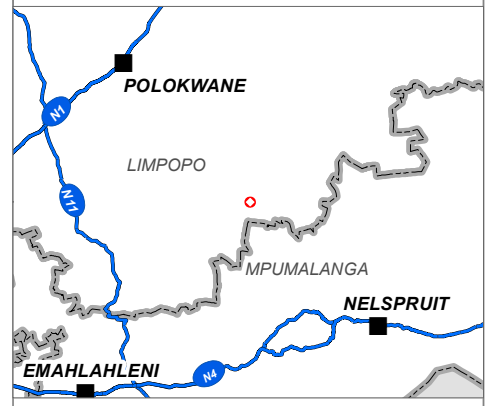 POLOKWANE
N1
LIMPOPO
N11
MPUMALANGA
NELSPRUIT
EMAHLAHLENI
N4